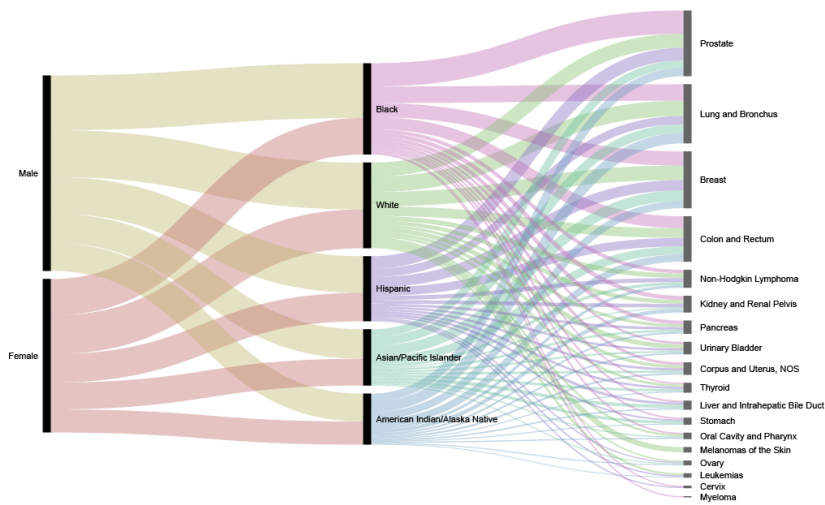 Male
Female
Black
White
Hispanic
Asian/Pacific Islander
American Indian/Alaska Native
Prostate
Lung and Bronchus
Breast
Colon and Rectum
Non-Hodgkin Lymphoma
Kidney and Renal Pelvis
Pancreas
Urinary Bladder
Corpus and Uterus, NOS
Thyroid
Liver and Intrahepatic Bile Duct
Stomach
Oral Cavity and Pharynx
Melanomas of the Skin
Ovary
Leukemias
Cervix
Myeloma